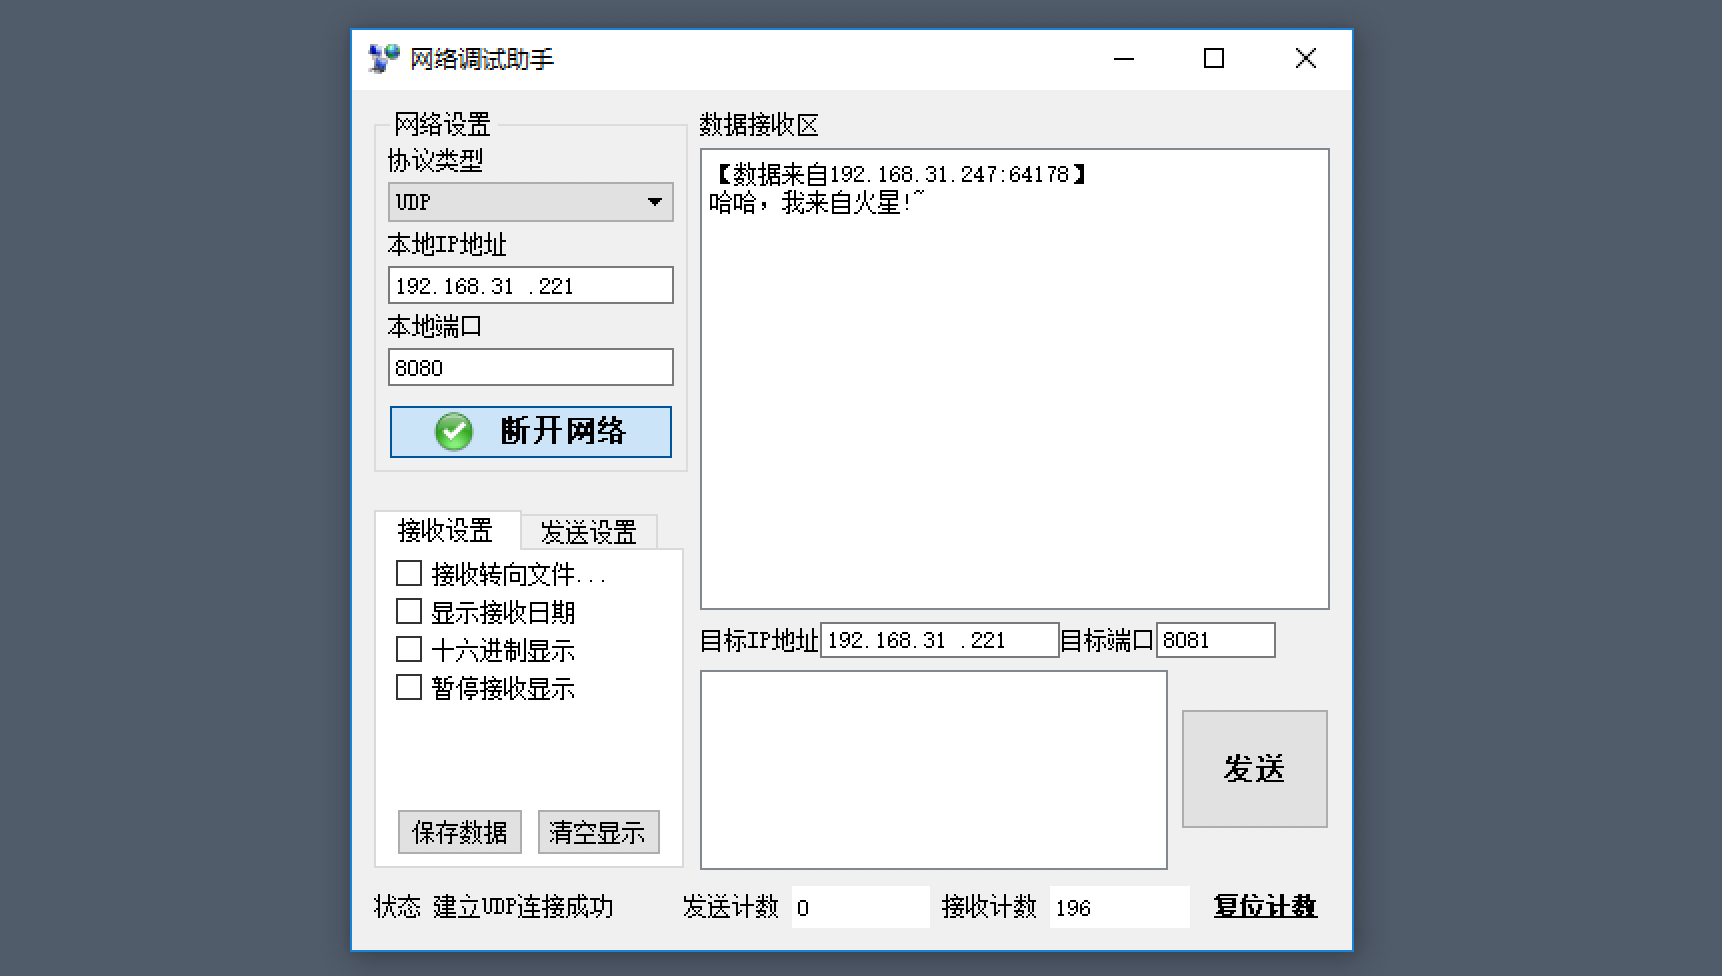 网络调试助手
网络设置
协议类型
UDP
本地IP地址
192.168.31 .221
本地端口
8080
断开网络
接收设置 发送设置
接收转向文件...
显示接收日期
十六进制显示
暂停接收显示
保存数据 清空显示
数据接收区
【数据来自192.168.31.247:64178】
哈哈，我来自火星!~
目标IP地址 192.168.31 .221 目标端口 8081
发送
状态 建立UDP连接成功 发送计数 0 接收计数 196 复位计数